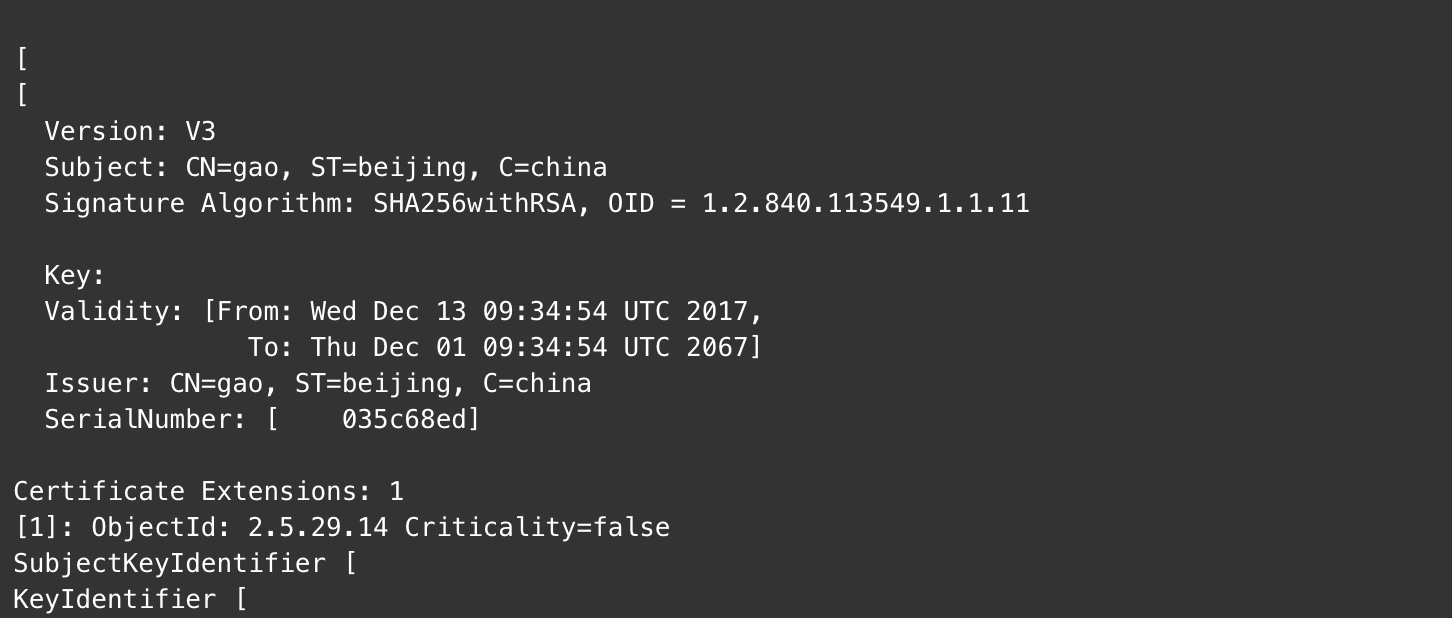 [
[
  Version: V3
  Subject: CN=gao, ST=beijing, C=china
  Signature Algorithm: SHA256withRSA, OID = 1.2.840.113549.1.1.11

  Key:
  Validity: [From: Wed Dec 13 09:34:54 UTC 2017,
               To: Thu Dec 01 09:34:54 UTC 2067]
  Issuer: CN=gao, ST=beijing, C=china
  SerialNumber: [    035c68ed]

Certificate Extensions: 1
[1]: ObjectId: 2.5.29.14 Criticality=false
SubjectKeyIdentifier [
KeyIdentifier [